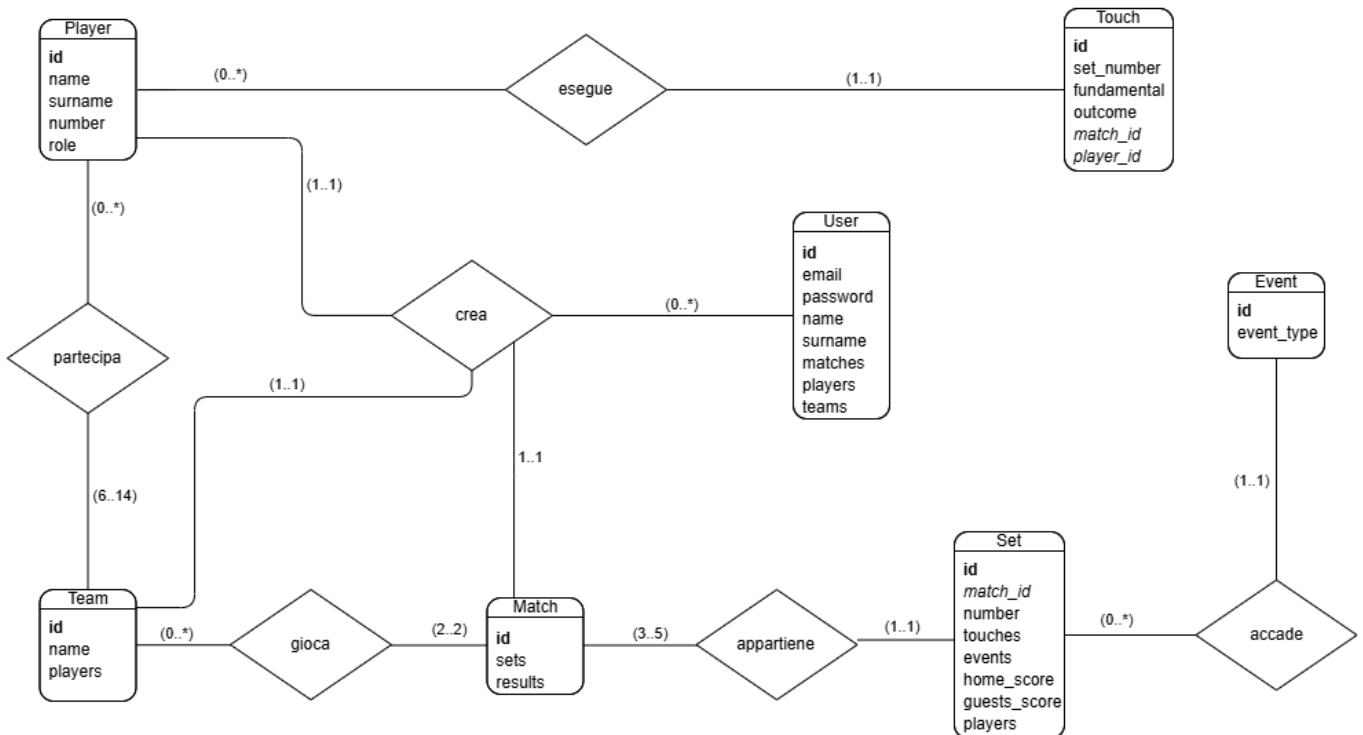 Player
id
name
surname
number
role
(0..*)
esegue
(1..1)
Touch
id
set_number
fundamental
outcome
match_id
player_id
(1..1)
(0..*)
partecipa
(6..14)
crea
(0..*)
(1..1)
1..1
User
id
email
password
name
surname
matches
players
teams
Event
id
event_type
(1..1)
Team
id
name
players
(0..*)
gioca
(2..2)
Match
id
sets
results
(3..5)
appartiene
(1..1)
Set
id
match_id
number
touches
events
home_score
guests_score
players
(0..*)
accade